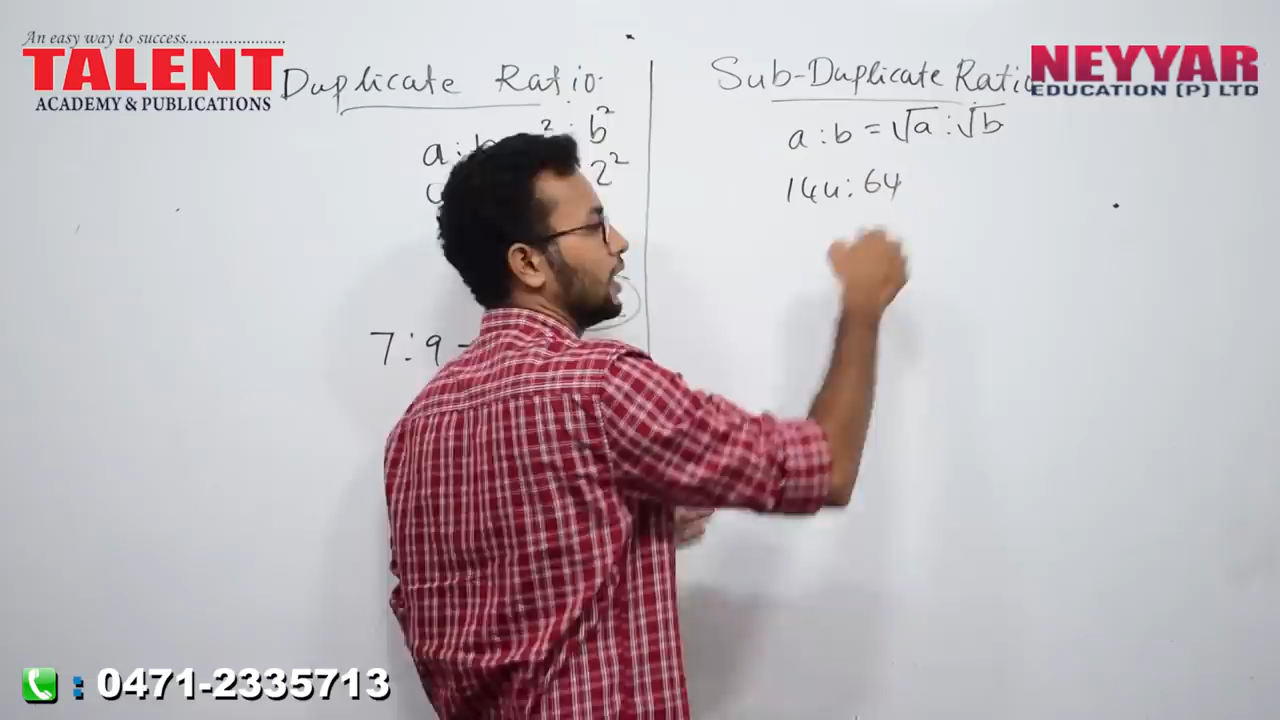 An easy way to success.......................
TALENT
ACADEMY & PUBLICATIONS
NEYYAR
EDUCATION (P) LTD
Duplicate Ratio
a : b 2 : b²
2²
7 : 9 =
Sub-Duplicate Ratio
a : b = √a : √b
144 : 64
: 0471-2335713